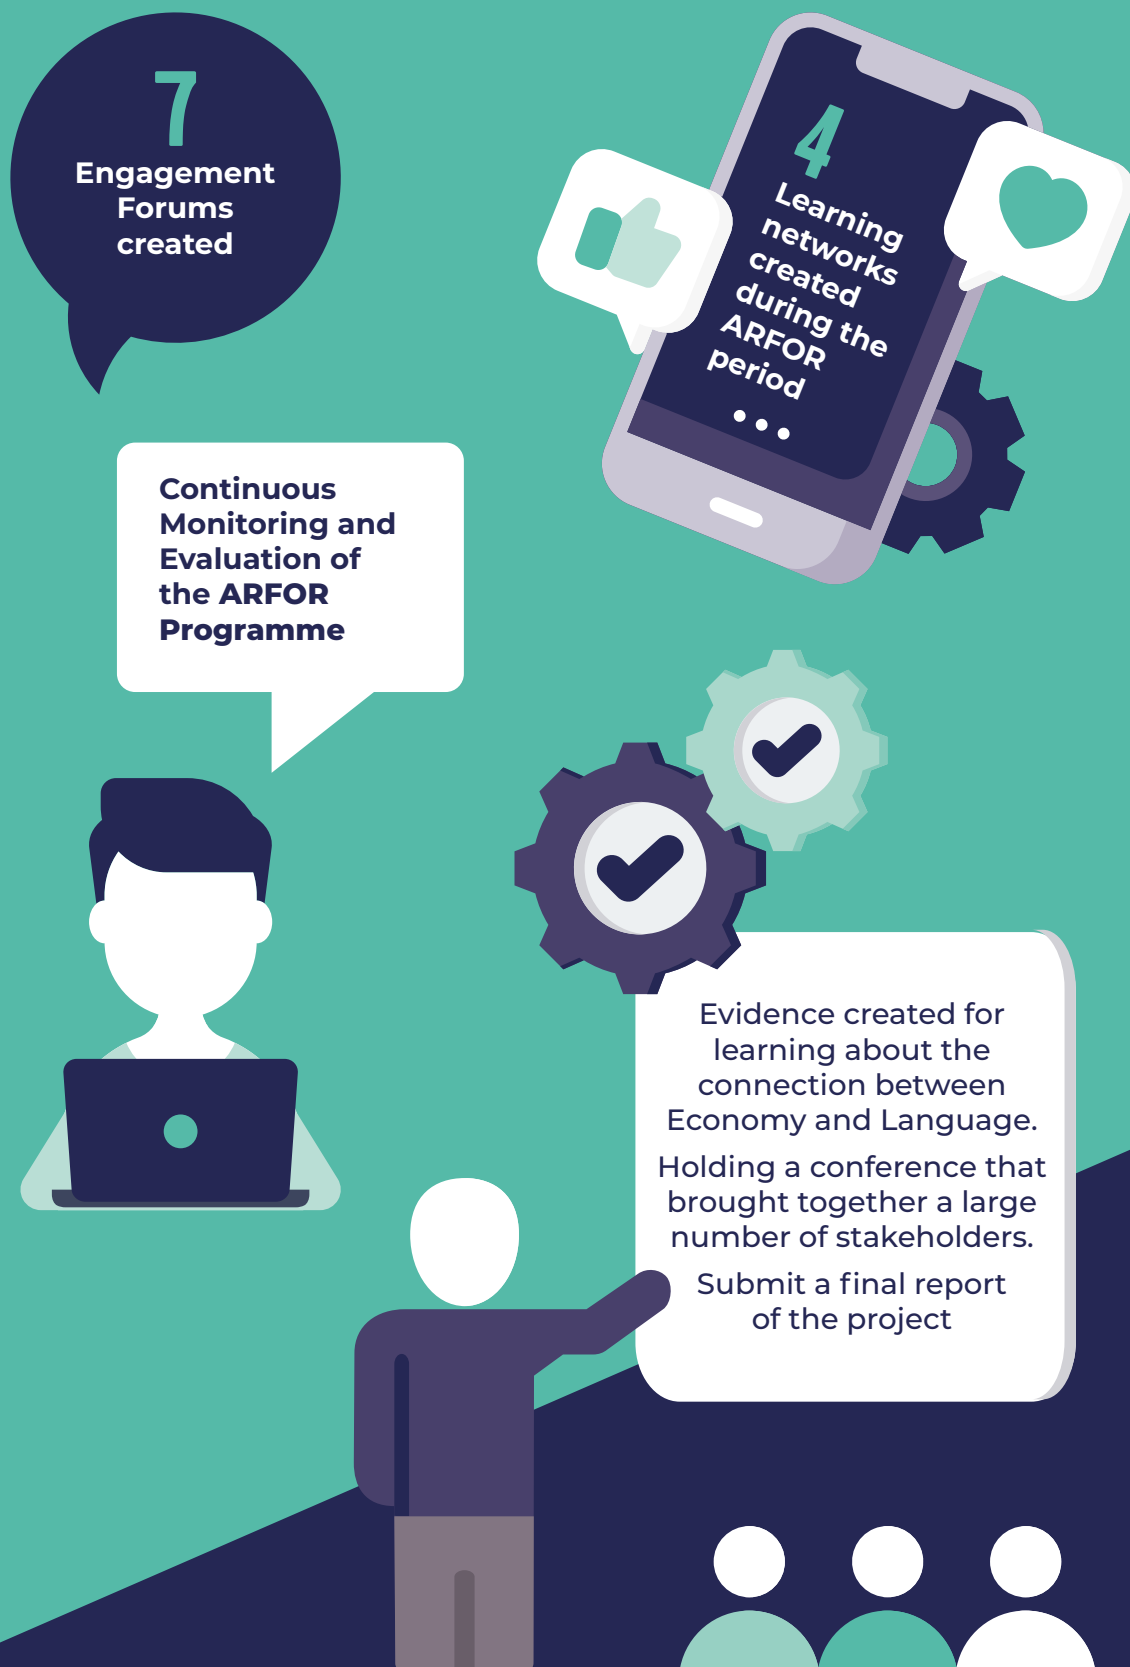 7
Engagement
Forums
created
4
Learning
networks
created
during the
ARFOR
period
Continuous
Monitoring and
Evaluation of
the ARFOR
Programme
Evidence created for
learning about the
connection between
Economy and Language.
Holding a conference that
brought together a large
number of stakeholders.
Submit a final report
of the project